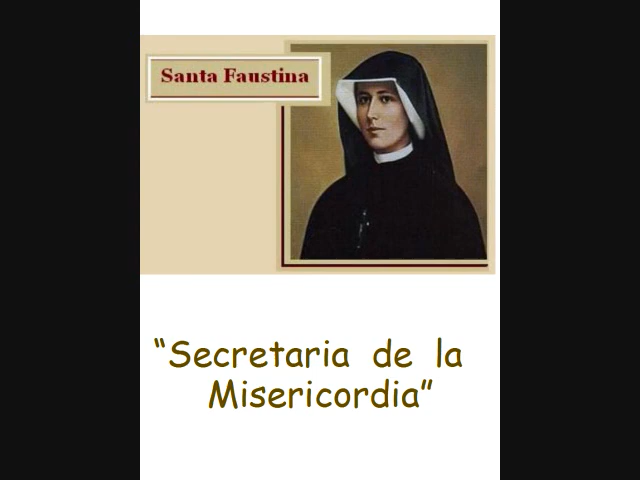 Santa Faustina
“Secretaria de la
Misericordia”